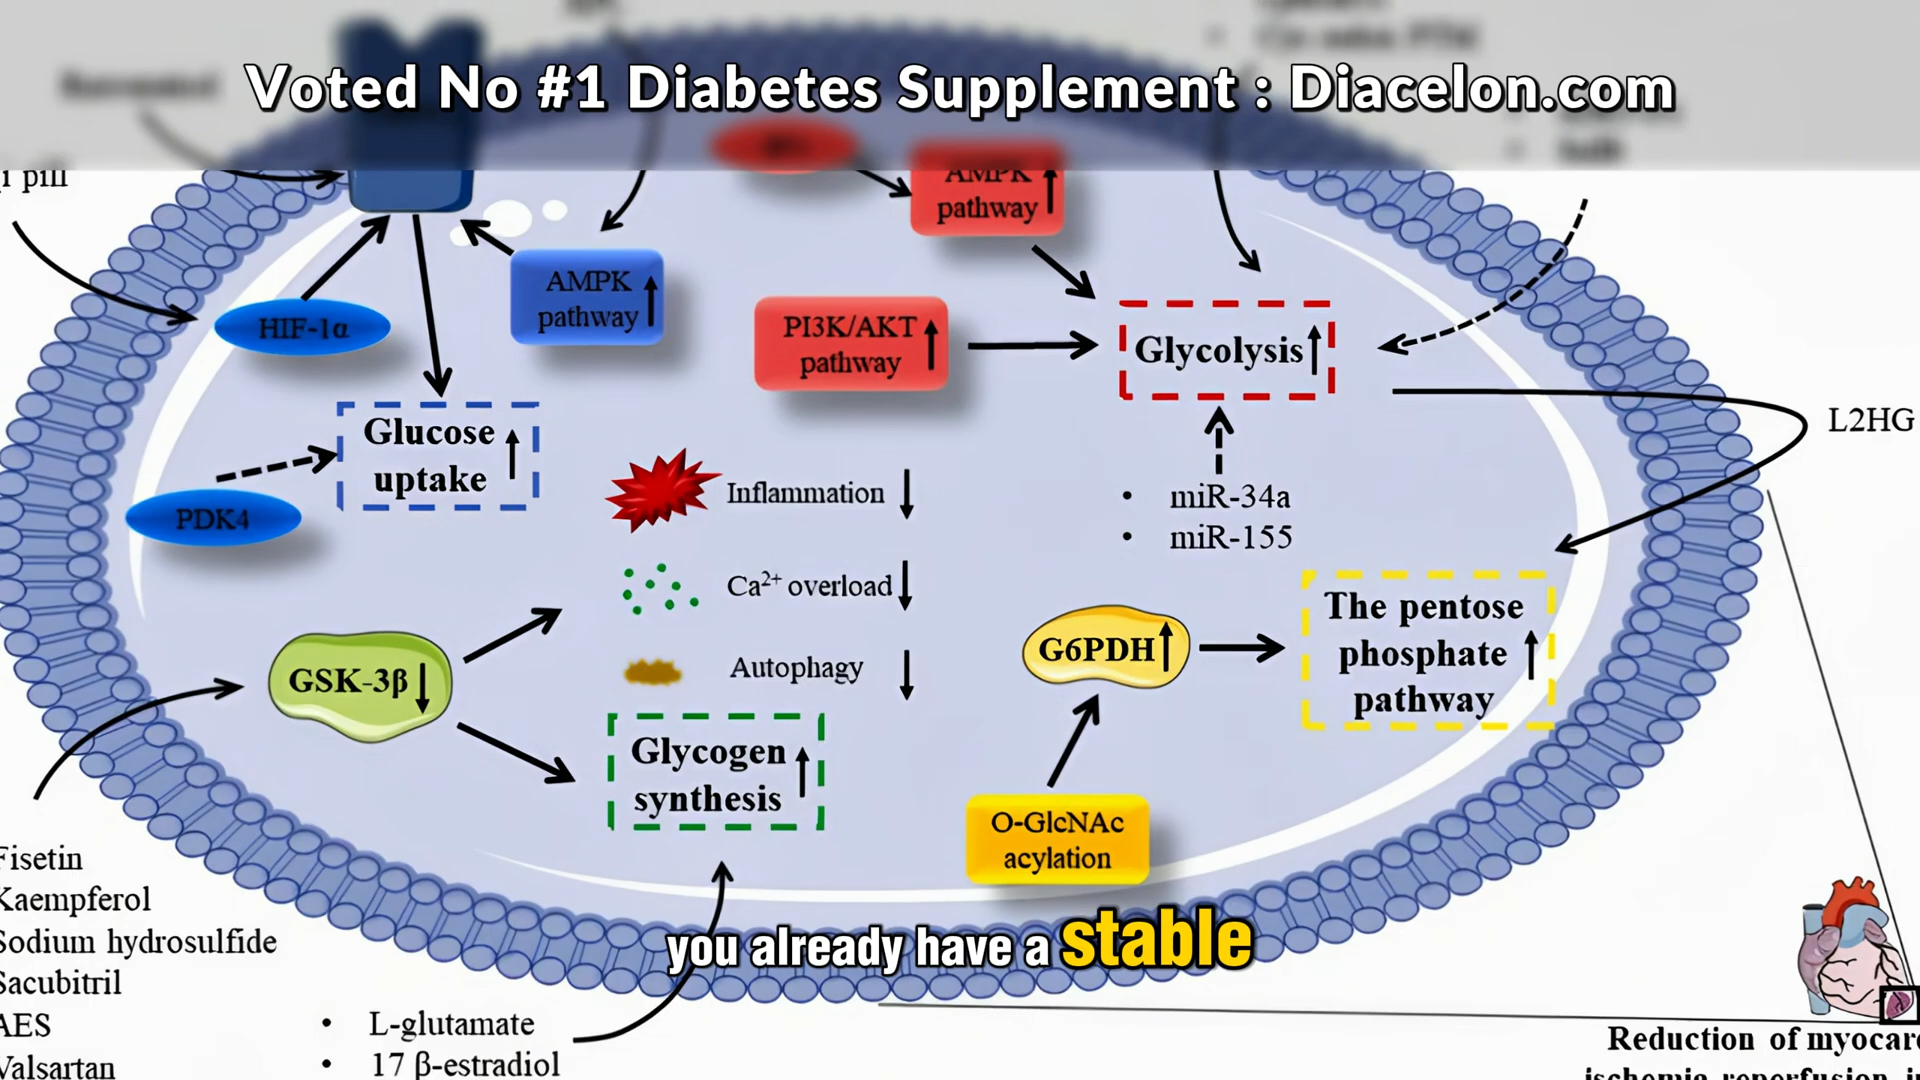 Voted No #1 Diabetes Supplement : Diacelon.com
pill
AMPK
pathway
AMPK
pathway
HIF-1α
PI3K/AKT
pathway
Glycolysis
L2HG
Glucose
uptake
PDK4
Inflammation
miR-34a
miR-155
Ca2+ overload
Autophagy
GSK-3β
G6PDH
The pentose
phosphate
pathway
Glycogen
synthesis
O-GlcNAc
acylation
Fisetin
Kaempferol
Sodium hydrosulfide
Sacubitril
AES
Valsartan
you already have a stable
L-glutamate
17 β-estradiol
Reduction of